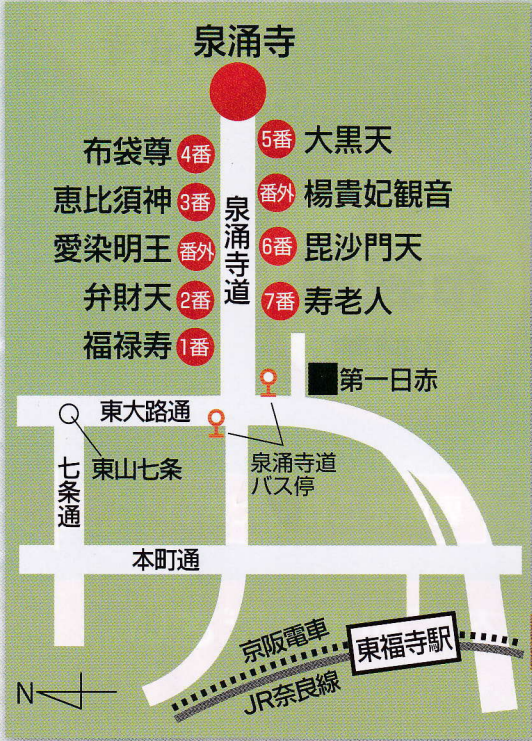 泉涌寺
布袋尊 4番
5番 大黒天
恵比須神 3番
番外 楊貴妃観音
愛染明王 番外
6番 毘沙門天
弁財天 2番
7番 寿老人
福禄寿 1番
泉涌寺道
第一日赤
東大路通
東山七条
泉涌寺道
バス停
七条通
本町通
京阪電車
東福寺駅
JR奈良線
N